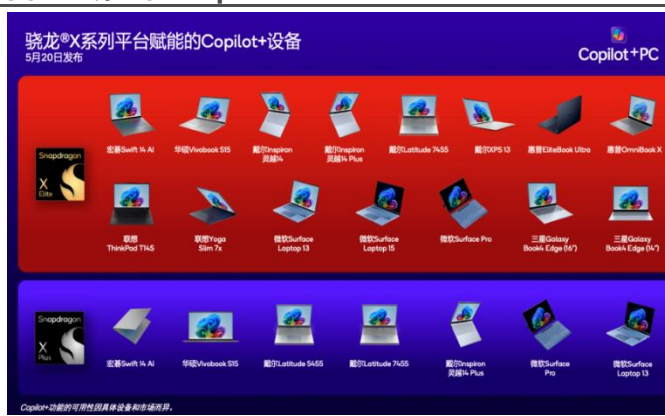 骁龙®X系列平台赋能的Copilot+设备
5月20日发布
Copilot+PC
Snapdragon
X
Elite
宏碁Swift 14 AI
华硕Vivobook S15
戴尔Inspiron
灵越14
戴尔Inspiron
灵越14 Plus
戴尔Latitude 7455
戴尔XPS 13
惠普EliteBook Ultra
惠普OmniBook X
联想
ThinkPad T14S
联想Yoga
Slim 7x
微软Surface
Laptop 13
微软Surface
Laptop 15
微软Surface Pro
三星Galaxy
Book4 Edge (16")
三星Galaxy
Book4 Edge (14")
Snapdragon
X
Plus
宏碁Swift 14 AI
华硕Vivobook S15
戴尔Latitude 5455
戴尔Latitude 7455
戴尔Inspiron
灵越14 Plus
微软Surface
Pro
微软Surface
Laptop 13
Copilot+功能的可用性因具体设备和市场而异。